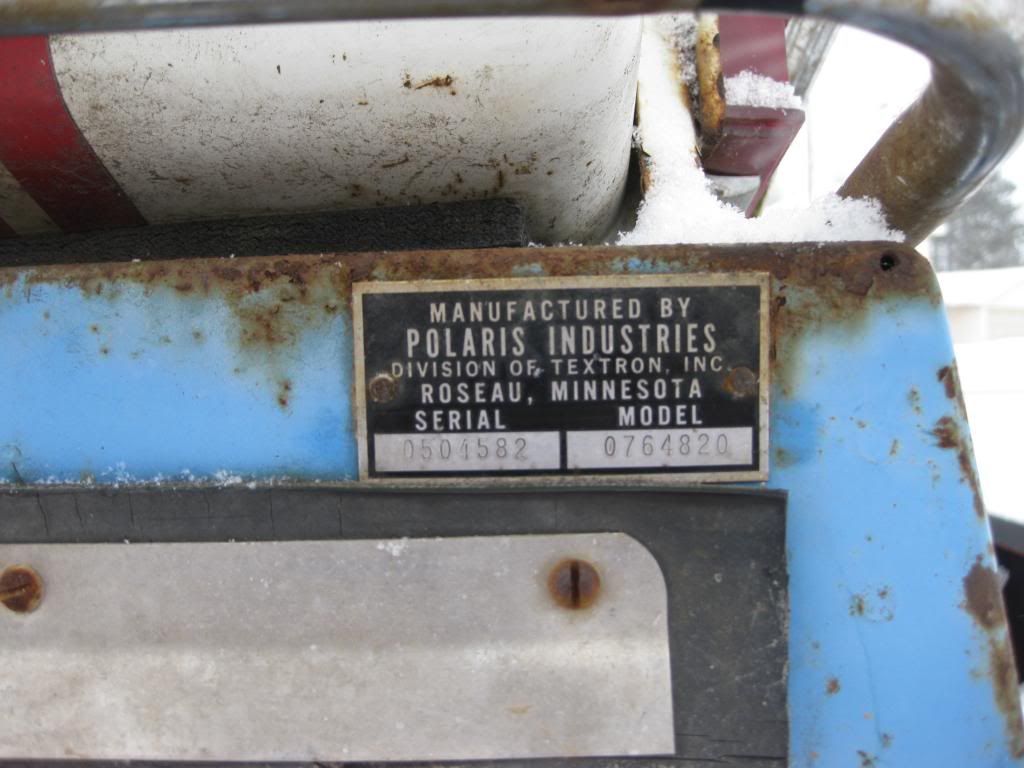 MANUFACTURED BY
POLARIS INDUSTRIES
DIVISION OF TEXTRON, INC.
ROSEAU, MINNESOTA
SERIAL MODEL
0504582 0764820